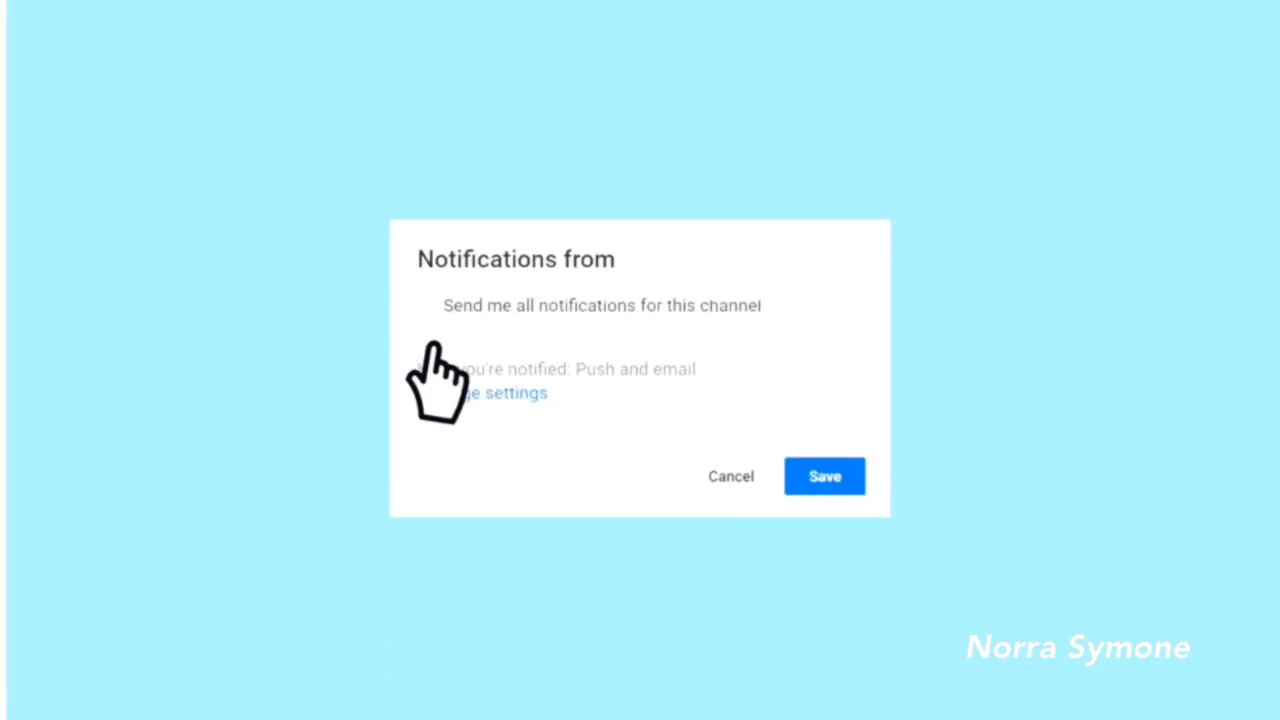 Notifications from
Send me all notifications for this channel
you're notified: Push and email
settings
Cancel
Save
Norra Symone